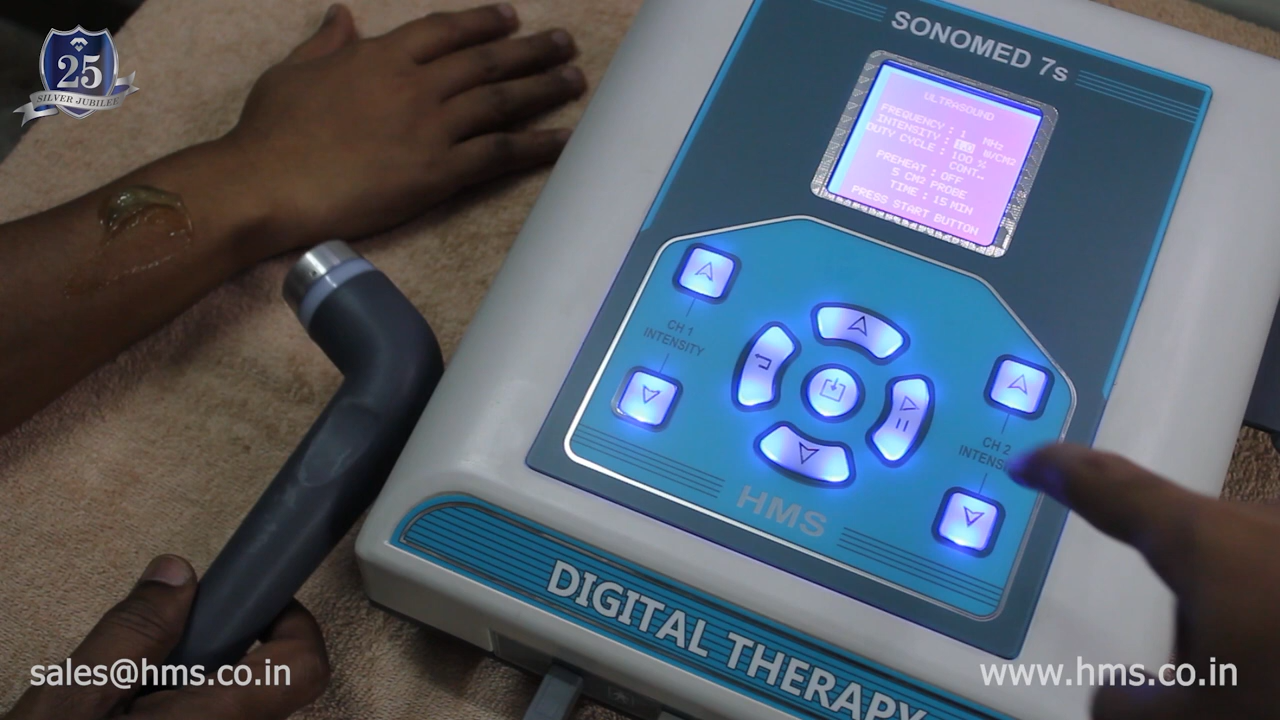 25
SILVER JUBILEE
SONOMED 7s
ULTRASOUND
FREQUENCY : 1 MHz
INTENSITY : 1.0 W/CM2
DUTY CYCLE : 100 %
CONT..
PREHEAT : OFF
5 CM2 PROBE
TIME : 15 MIN
PRESS START BUTTON
CH 1
INTENSITY
CH 2
HMS
DIGITAL THERAPY
sales@hms.co.in
www.hms.co.in